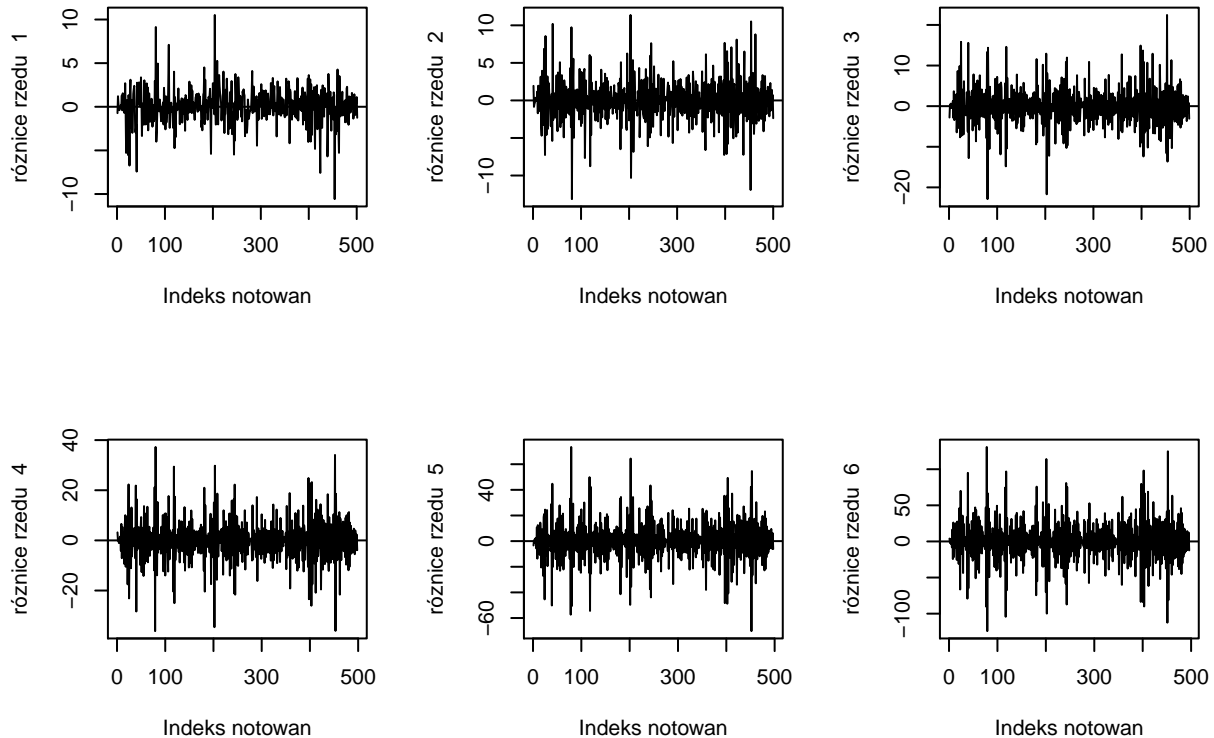 róznice rzedu 1
10
5
0
−10
0 100 300 500
Indeks notowan
róznice rzedu 2
10
5
0
−10
0 100 300 500
Indeks notowan
róznice rzedu 3
10
0
−20
0 100 300 500
Indeks notowan
róznice rzedu 4
40
20
0
−20
0 100 300 500
Indeks notowan
róznice rzedu 5
40
0
−60
0 100 300 500
Indeks notowan
róznice rzedu 6
50
0
−100
0 100 300 500
Indeks notowan